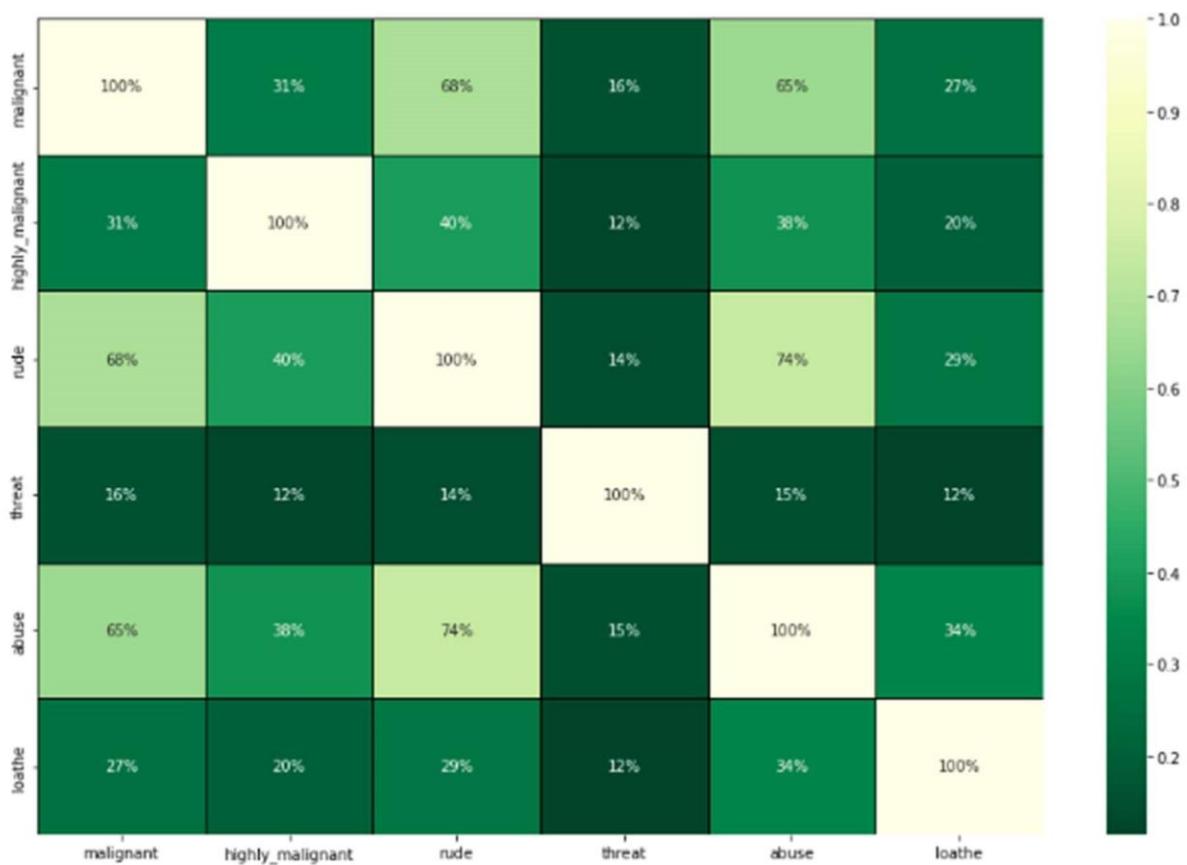 malignant 100% 31% 68% 16% 65% 27%
highly_malignant 31% 100% 40% 12% 38% 20%
rude 68% 40% 100% 14% 74% 29%
threat 16% 12% 14% 100% 15% 12%
abuse 65% 38% 74% 15% 100% 34%
loathe 27% 20% 29% 12% 34% 100%
malignant highly_malignant rude threat abuse loathe
1.0
0.9
0.8
0.7
0.6
0.5
0.4
0.3
0.2